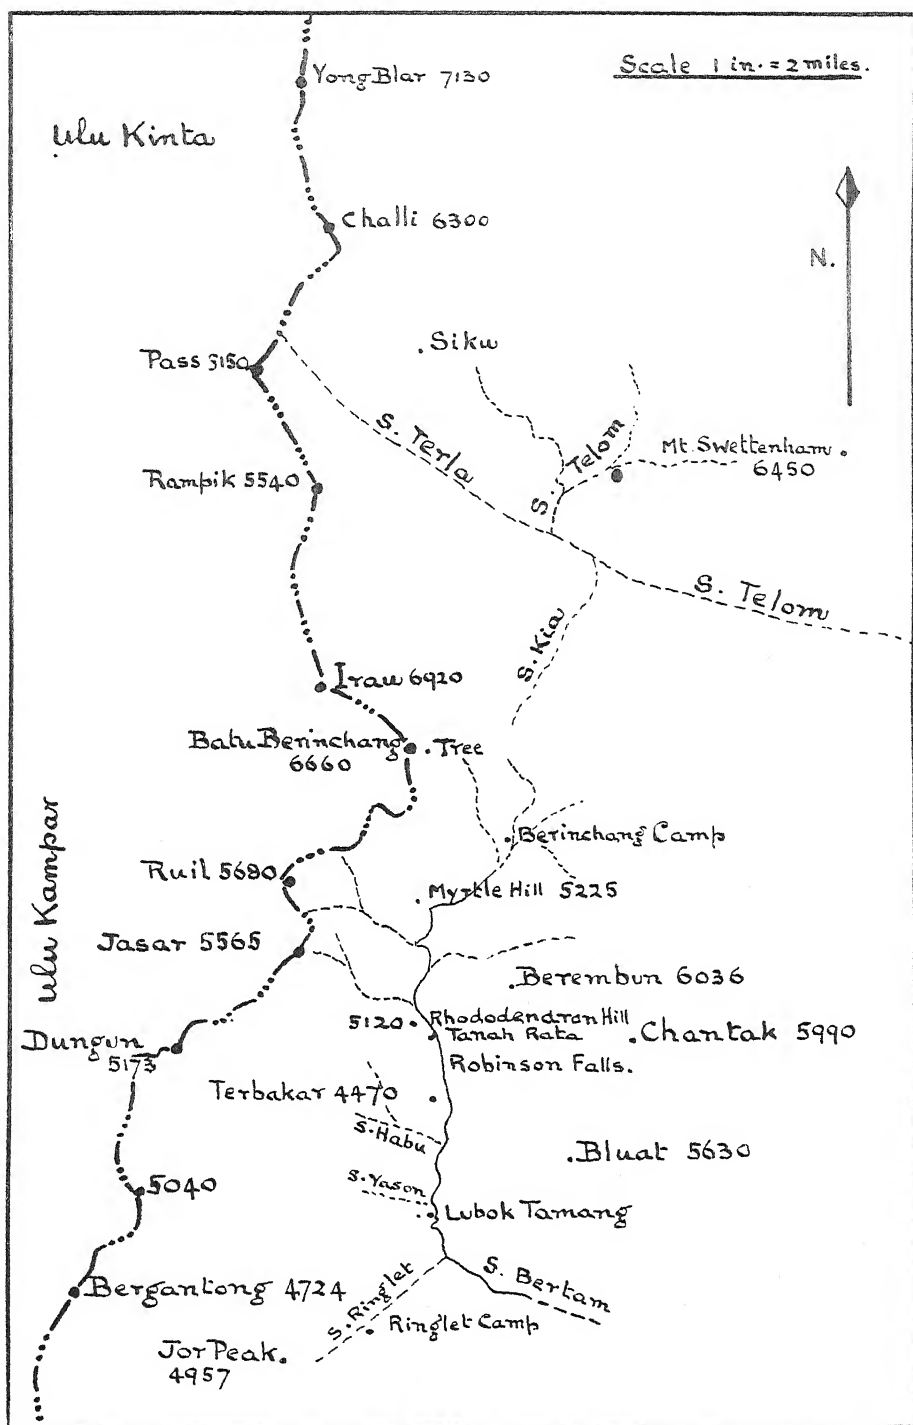 Scale 1 in. = 2 miles.
Yong Blar 7130
Ulu Kinta
Challi 6300
N.
Siku
Pass 5150
S. Terla
S. Telom
Mt. Swettenham
6450
Rampik 5540
S. Telom
S. Kia
Irau 6920
Batu Berinchang
6660
Tree
Ulu Kampar
Berinchang Camp
Ruil 5680
Myrtle Hill 5225
Jasar 5565
Berembun 6036
5120
Rhododendron Hill
Tanah Rata
Chantak 5990
Dungun
5173
Robinson Falls.
Terbakar 4470
S. Habu
Bluat 5630
S. Yason
5040
Lubok Tamang
S. Bertam
Bergantong 4724
S. Ringlet
Ringlet Camp
Jor Peak.
4957